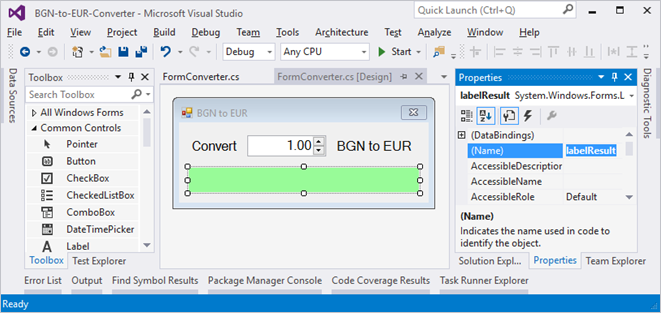 BGN-to-EUR-Converter - Microsoft Visual Studio
Quick Launch (Ctrl+Q)
File Edit View Project Build Debug Team Tools Architecture Test Analyze Window Help
Debug Any CPU Start
Data Sources
Toolbox
Search Toolbox
All Windows Forms
Common Controls
Pointer
Button
CheckBox
CheckedListBox
ComboBox
DateTimePicker
Label
Toolbox Test Explorer
FormConverter.cs FormConverter.cs [Design]
BGN to EUR
Convert 1.00 BGN to EUR
Properties
labelResult System.Windows.Forms.L
(DataBindings)
(Name) labelResult
AccessibleDescription
AccessibleName
AccessibleRole Default
(Name)
Indicates the name used in code to
identify the object.
Solution Expl... Properties Team Explorer
Diagnostic Tools
Error List Output Find Symbol Results Package Manager Console Code Coverage Results Task Runner Explorer
Ready